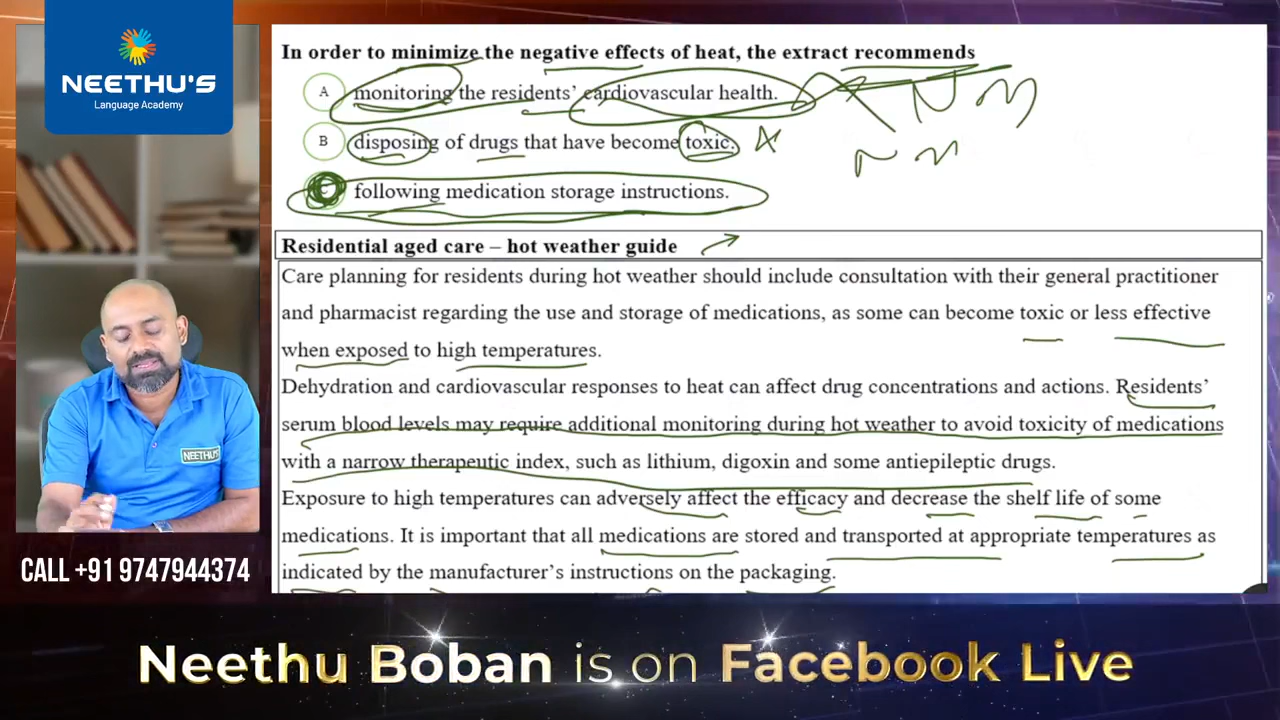 NEETHU'S
Language Academy
In order to minimize the negative effects of heat, the extract recommends
A monitoring the residents' cardiovascular health.
B disposing of drugs that have become toxic.
C following medication storage instructions.
N m
N m
Residential aged care – hot weather guide
Care planning for residents during hot weather should include consultation with their general practitioner
and pharmacist regarding the use and storage of medications, as some can become toxic or less effective
when exposed to high temperatures.
Dehydration and cardiovascular responses to heat can affect drug concentrations and actions. Residents'
serum blood levels may require additional monitoring during hot weather to avoid toxicity of medications
with a narrow therapeutic index, such as lithium, digoxin and some antiepileptic drugs.
Exposure to high temperatures can adversely affect the efficacy and decrease the shelf life of some
medications. It is important that all medications are stored and transported at appropriate temperatures as
indicated by the manufacturer's instructions on the packaging.
NEETHU'S
CALL +91 9747944374
Neethu Boban is on Facebook Live